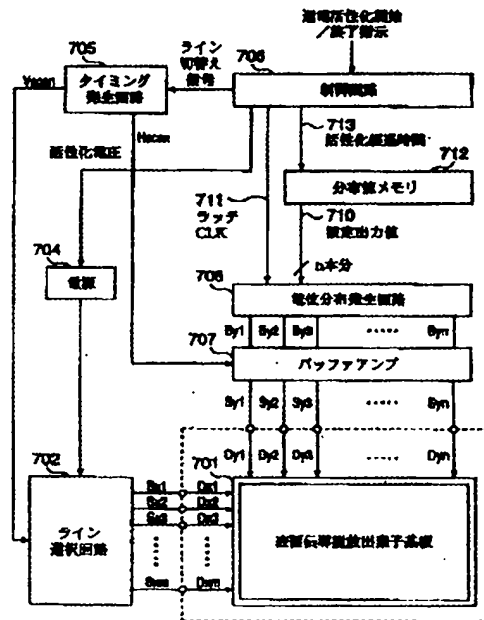 通電活性化開始
／終了指示
705
ライン
切替え
信号
706
Yscan
タイミング
発生回路
制御回路
Hscan
713
活性化経過時間
712
活性化電圧
分布値メモリ
711
ラッチ
CLK
710
設定出力値
704
電源
n本分
708
電位分布発生回路
Sy1 Sy2 Sy3 ····· Syn
707
バッファアンプ
Sy1 Sy2 Sy3 ····· Syn
Dy1 Dy2 Dy3 ····· Dyn
702
701
Sx1 Dx1
Sx2 Dx2
Sx3 Dx3
ライン
選択回路
表面伝導型放出素子基板
Sxm Dxm